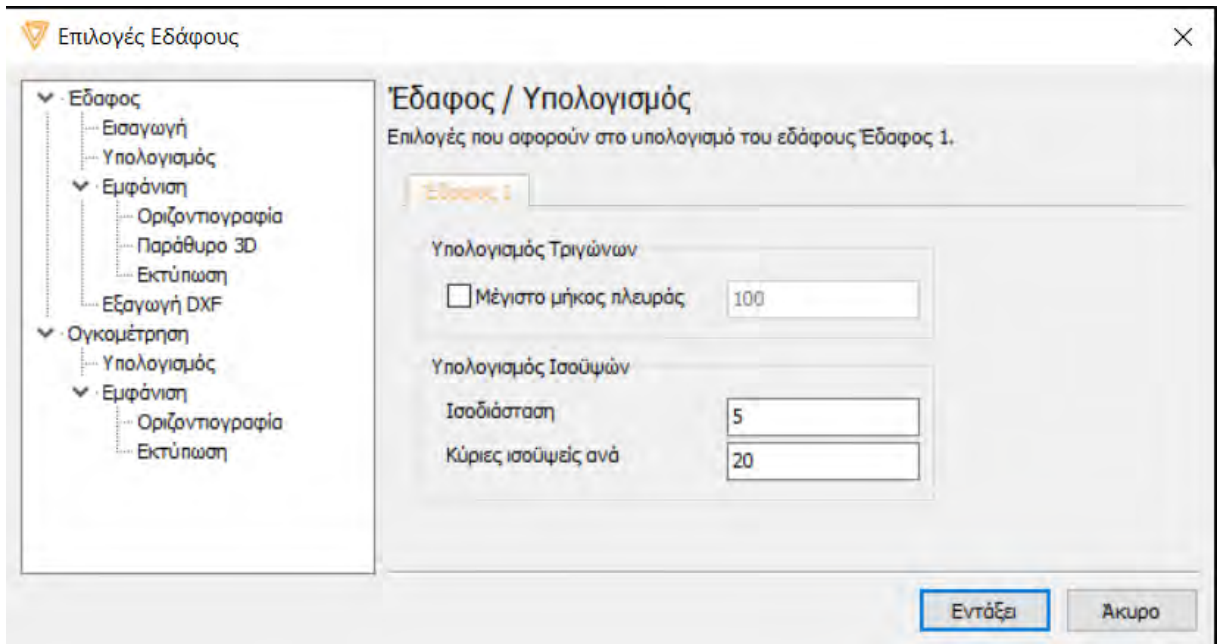 Επιλογές Εδάφους
Έδαφος
Εισαγωγή
Υπολογισμός
Εμφάνιση
Οριζοντιογραφία
Παράθυρο 3D
Εκτύπωση
Εξαγωγή DXF
Ογκομέτρηση
Υπολογισμός
Εμφάνιση
Οριζοντιογραφία
Εκτύπωση
Έδαφος / Υπολογισμός
Επιλογές που αφορούν στο υπολογισμό του εδάφους Έδαφος 1.
Έδαφος 1
Υπολογισμός Τριγώνων
Μέγιστο μήκος πλευράς 100
Υπολογισμός Ισοϋψών
Ισοδιάσταση 5
Κύριες ισοϋψείς ανά 20
Εντάξει Άκυρο